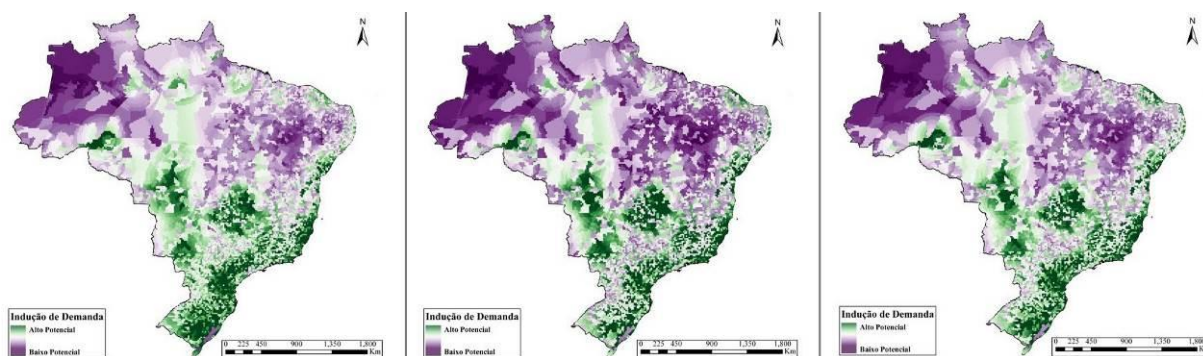 N
Indução de Demanda
Alto Potencial
Baixo Potencial
0 225 450 900 1,350 1,800
Km
N
Indução de Demanda
Alto Potencial
Baixo Potencial
0 225 450 900 1,350 1,800
Km
N
Indução de Demanda
Alto Potencial
Baixo Potencial
0 225 450 900 1,350 1,80